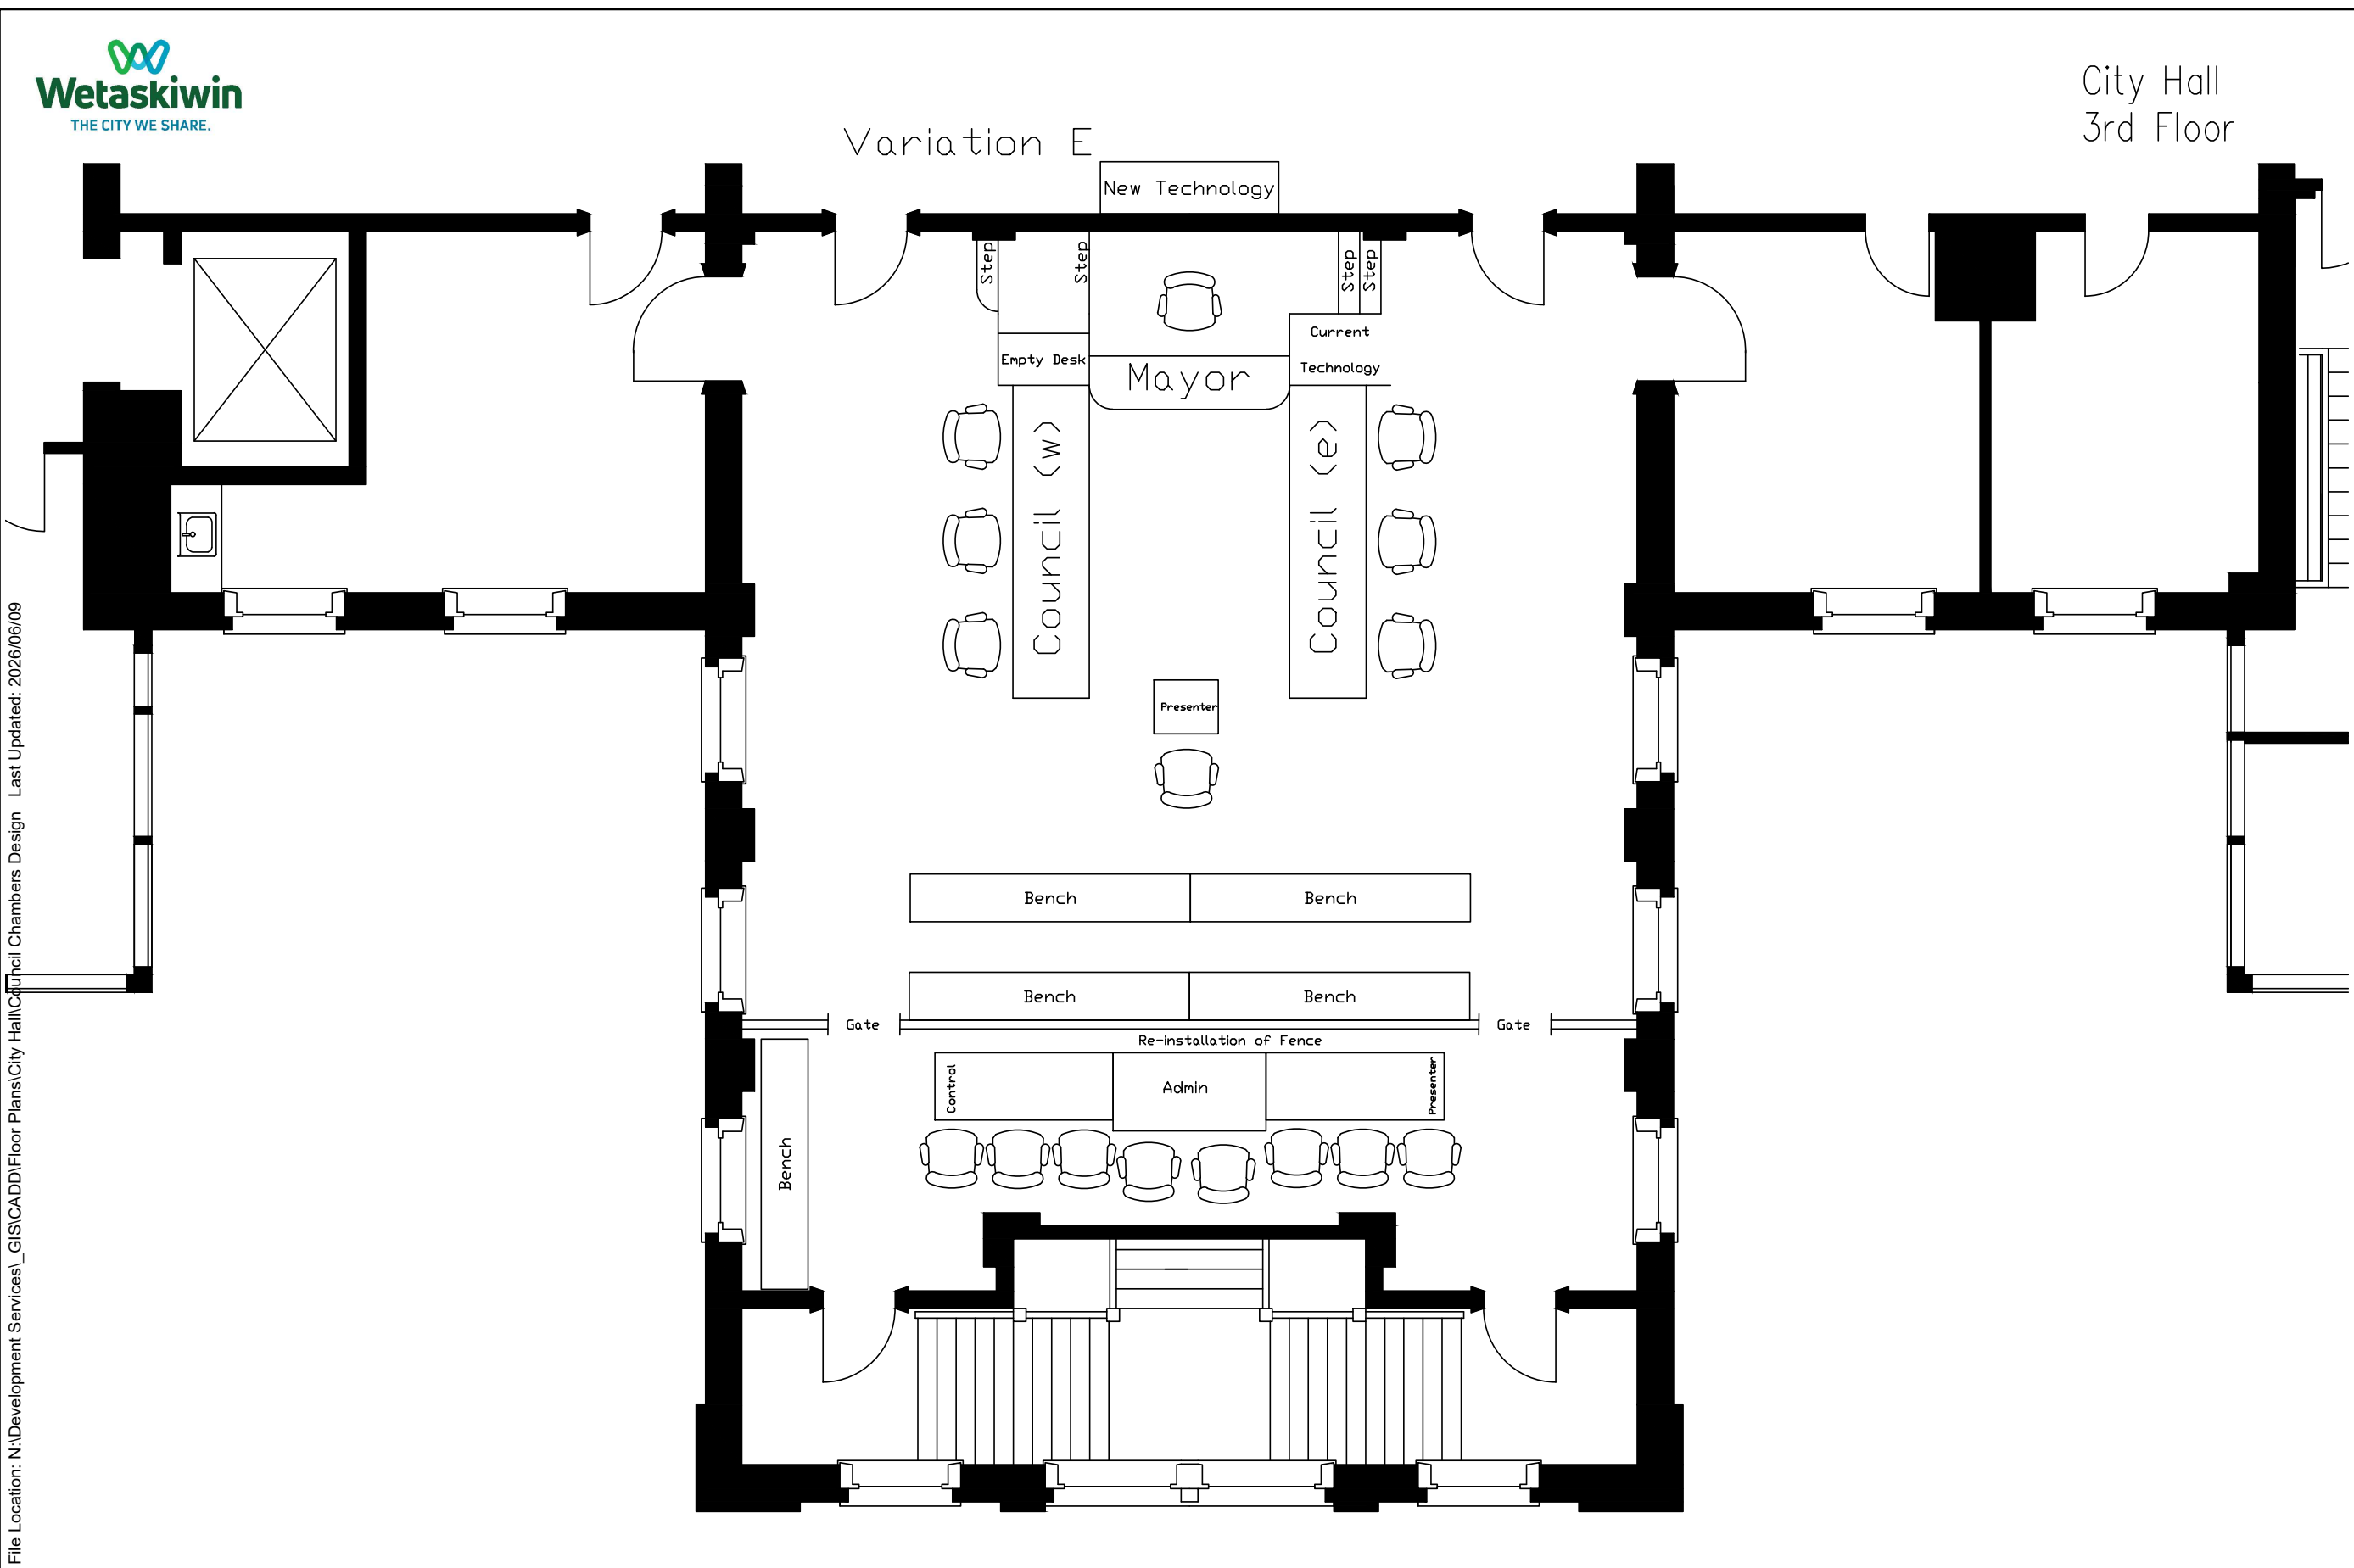 Wetaskiwin
THE CITY WE SHARE.
City Hall
3rd Floor
Variation E
New Technology
Step
Step
Step
Step
Current
Technology
Empty Desk
Mayor
Council (w)
Council (e)
Presenter
Bench
Bench
Bench
Bench
Gate
Gate
Re-installation of Fence
Control
Admin
Presenter
Bench
File Location: N:\Development Services\_GIS\CADD\Floor Plans\City Hall\Council Chambers Design   Last Updated: 2026/06/09